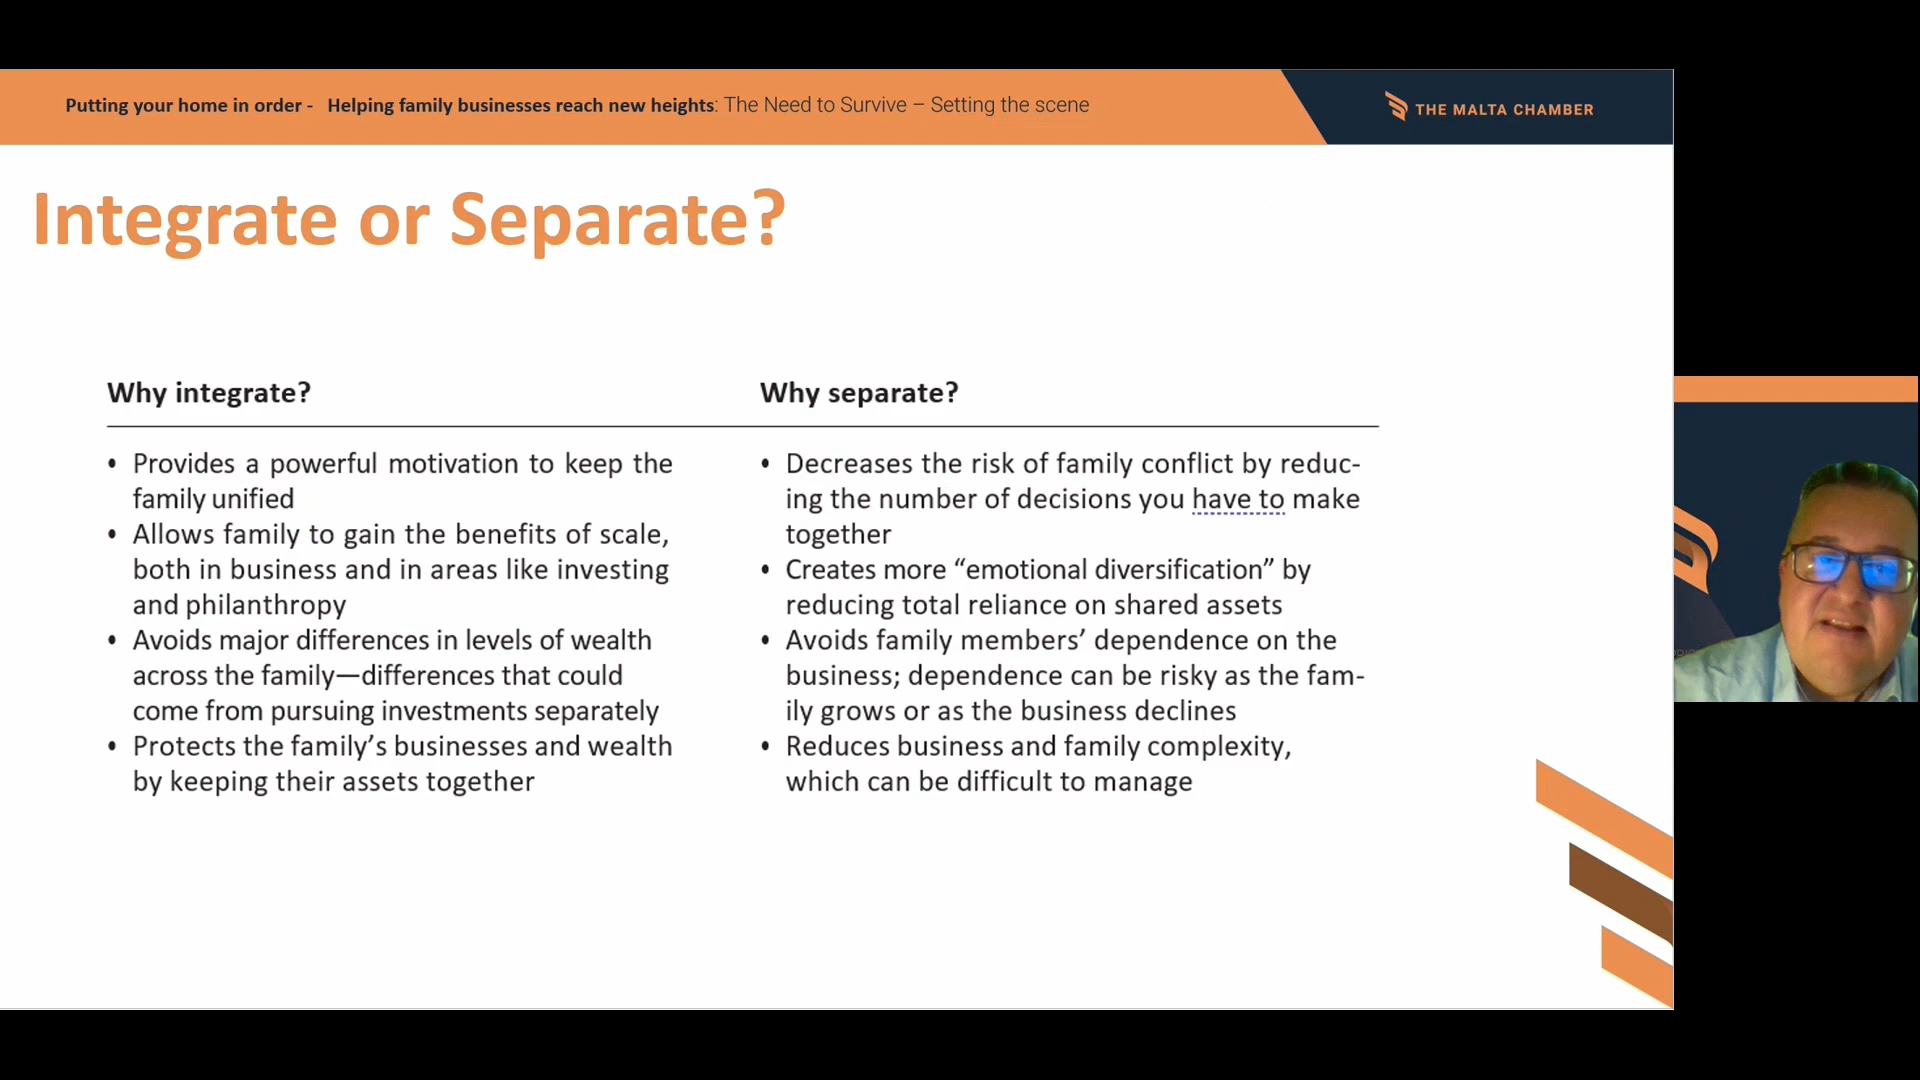 Putting your home in order - Helping family businesses reach new heights: The Need to Survive – Setting the scene
THE MALTA CHAMBER
Integrate or Separate?
Why integrate?
• Provides a powerful motivation to keep the
family unified
• Allows family to gain the benefits of scale,
both in business and in areas like investing
and philanthropy
• Avoids major differences in levels of wealth
across the family—differences that could
come from pursuing investments separately
• Protects the family’s businesses and wealth
by keeping their assets together
Why separate?
• Decreases the risk of family conflict by reduc-
ing the number of decisions you have to make
together
• Creates more “emotional diversification” by
reducing total reliance on shared assets
• Avoids family members’ dependence on the
business; dependence can be risky as the fam-
ily grows or as the business declines
• Reduces business and family complexity,
which can be difficult to manage